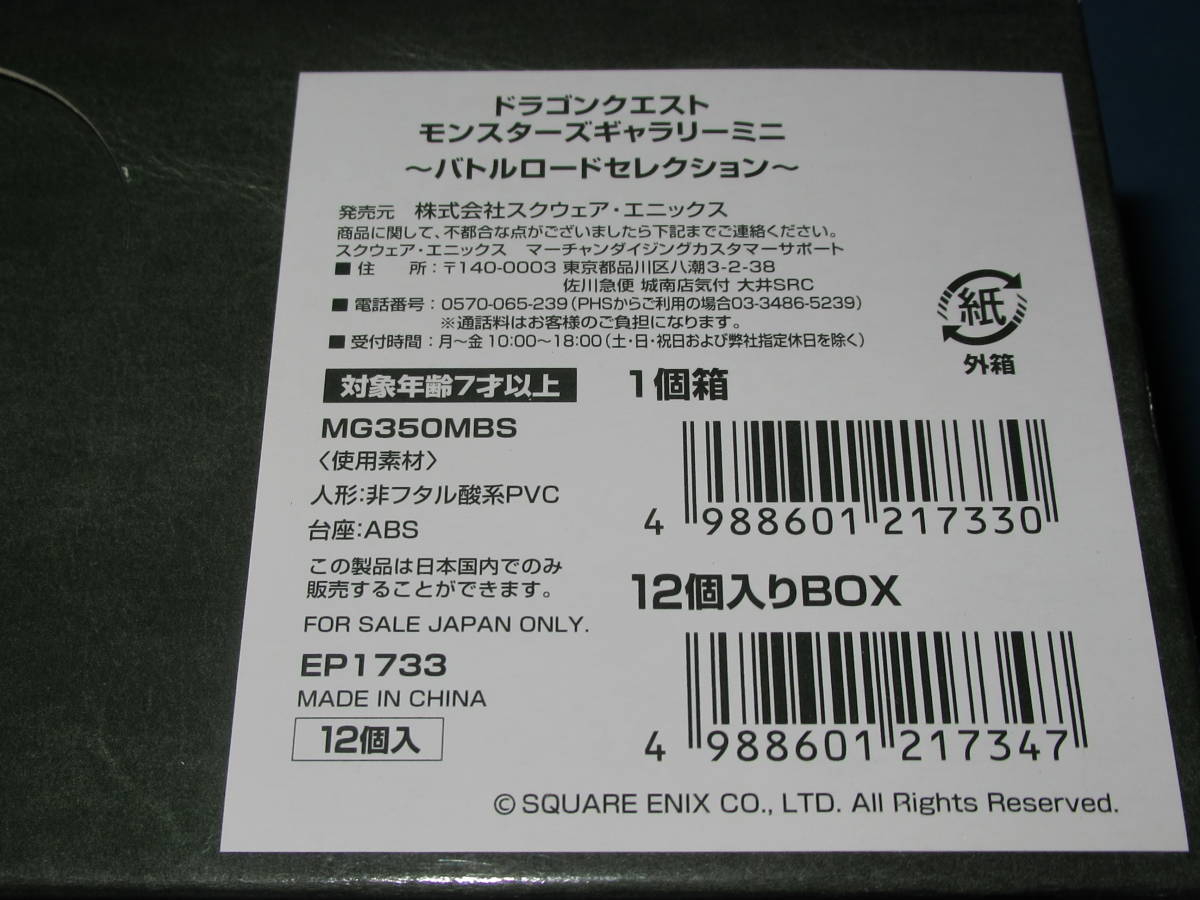 ドラゴンクエスト
モンスターズギャラリーミニ
～バトルロードセレクション～
発売元 株式会社スクウェア・エニックス
商品に関して、不都合な点がございましたら下記までご連絡ください。
スクウェア・エニックス マーチャンダイジングカスタマーサポート
■住 所：〒140-0003 東京都品川区八潮3-2-38
佐川急便 城南店気付 大井SRC
■電話番号：0570-065-239（PHSからご利用の場合03-3486-5239）
※通話料はお客様のご負担になります。
■受付時間：月～金 10:00～18:00（土・日・祝日および弊社指定休日を除く）
紙
外箱
対象年齢7才以上
MG350MBS
〈使用素材〉
人形：非フタル酸系PVC
台座：ABS
この製品は日本国内でのみ
販売することができます。
FOR SALE JAPAN ONLY.
EP1733
MADE IN CHINA
12個入
1個箱
4 988601 217330
12個入りBOX
4 988601 217347
© SQUARE ENIX CO., LTD. All Rights Reserved.